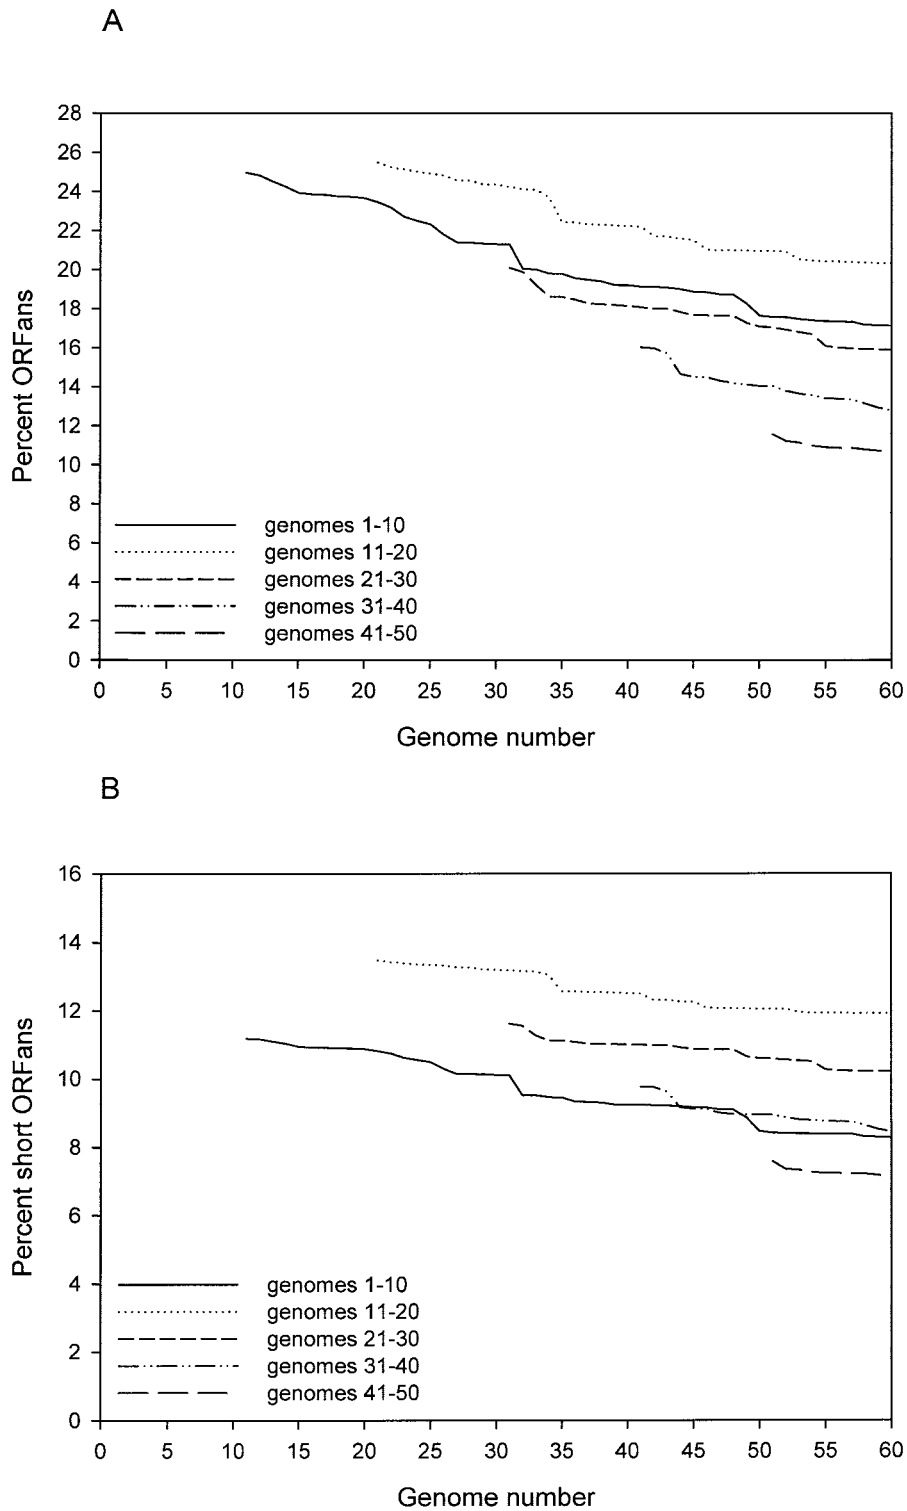 A
28
26
24
22
20
18
16
14
12
10
8
6
4
2
0
Percent ORFans
genomes 1-10
genomes 11-20
genomes 21-30
genomes 31-40
genomes 41-50
0 5 10 15 20 25 30 35 40 45 50 55 60
Genome number
B
16
14
12
10
8
6
4
2
0
Percent short ORFans
genomes 1-10
genomes 11-20
genomes 21-30
genomes 31-40
genomes 41-50
0 5 10 15 20 25 30 35 40 45 50 55 60
Genome number